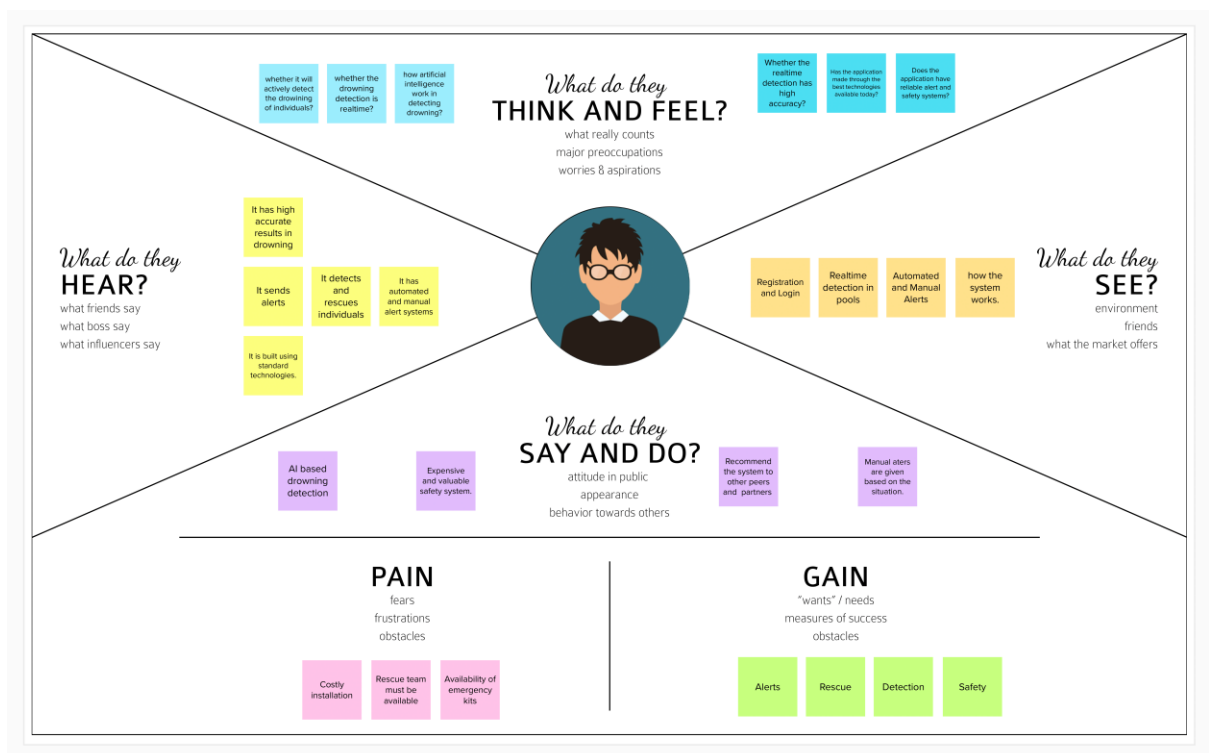 whether it will
actively detect
the drowining
of individuals?
whether the
drowning
detection is
realtime?
how artificial
intelligence
work in
detecting
drowning?
What do they
THINK AND FEEL?
what really counts
major preoccupations
worries & aspirations
Whether the
realtime
detection has
high
accuracy?
Has the application
made through the
best technologies
available today?
Does the
application have
reliable alert and
safety systems?
What do they
HEAR?
what friends say
what boss say
what influencers say
It has high
accurate
results in
drowning
It sends
alerts
It detects
and
rescues
individuals
It has
automated
and manual
alert systems
It is built using
standard
technologies.
Registration
and Login
Realtime
detection in
pools
Automated
and Manual
Alerts
how the
system
works.
What do they
SEE?
environment
friends
what the market offers
What do they
SAY AND DO?
attitude in public
appearance
behavior towards others
AI based
drowning
detection
Expensive
and valuable
safety system.
Recommend
the system to
other peers
and partners
Manual aters
are given
based on the
situation.
PAIN
fears
frustrations
obstacles
Costly
installation
Rescue team
must be
available
Availability of
emergency
kits
GAIN
"wants" / needs
measures of success
obstacles
Alerts
Rescue
Detection
Safety